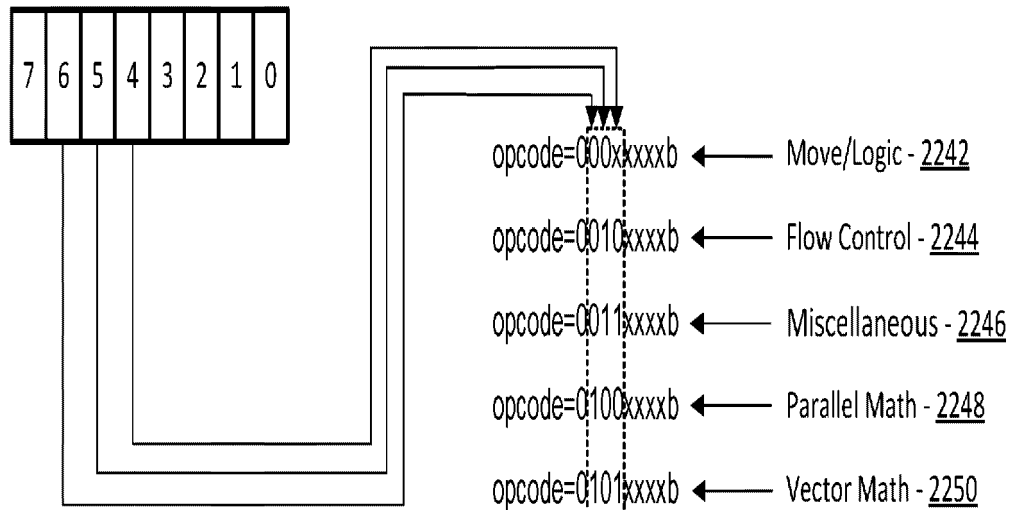 7 6 5 4 3 2 1 0
opcode=000xxxxxb Move/Logic - 2242
opcode=0010xxxxb Flow Control - 2244
opcode=0011xxxxb Miscellaneous - 2246
opcode=0100xxxxb Parallel Math - 2248
opcode=0101xxxxb Vector Math - 2250